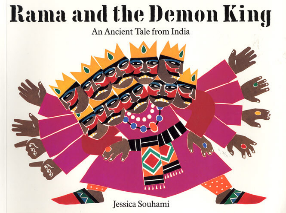 Rama and the Demon King
An Ancient Tale from India
Jessica Souhami